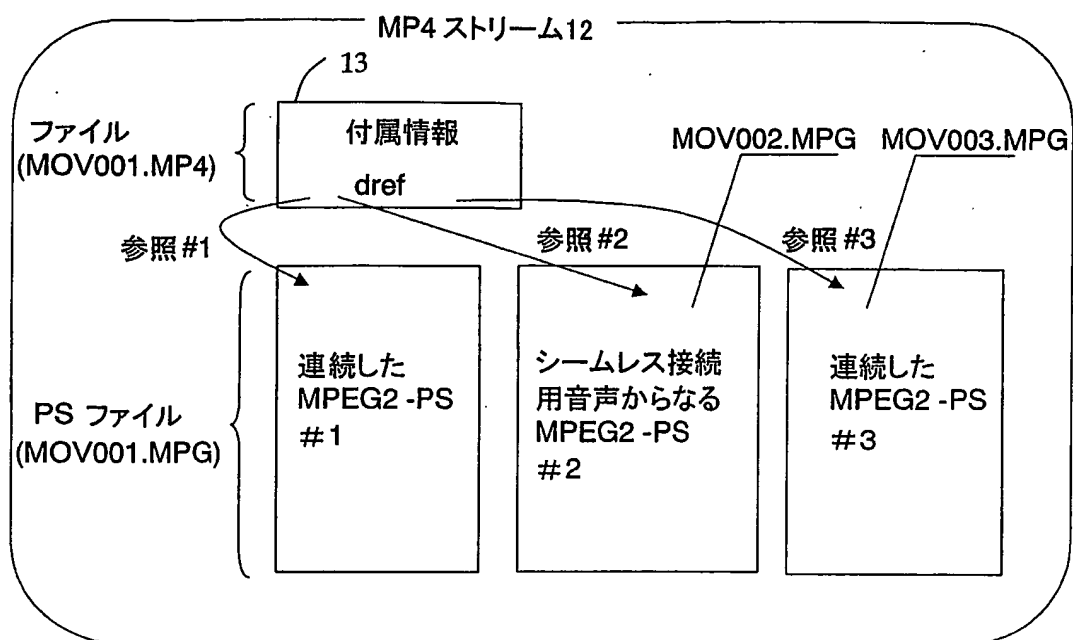 MP4 ストリーム12
13
ファイル
(MOV001.MP4)
付属情報
dref
MOV002.MPG
MOV003.MPG
参照 #1
参照 #2
参照 #3
PS ファイル
(MOV001.MPG)
連続した
MPEG2 -PS
#1
シームレス接続
用音声からなる
MPEG2 -PS
#2
連続した
MPEG2 -PS
#3